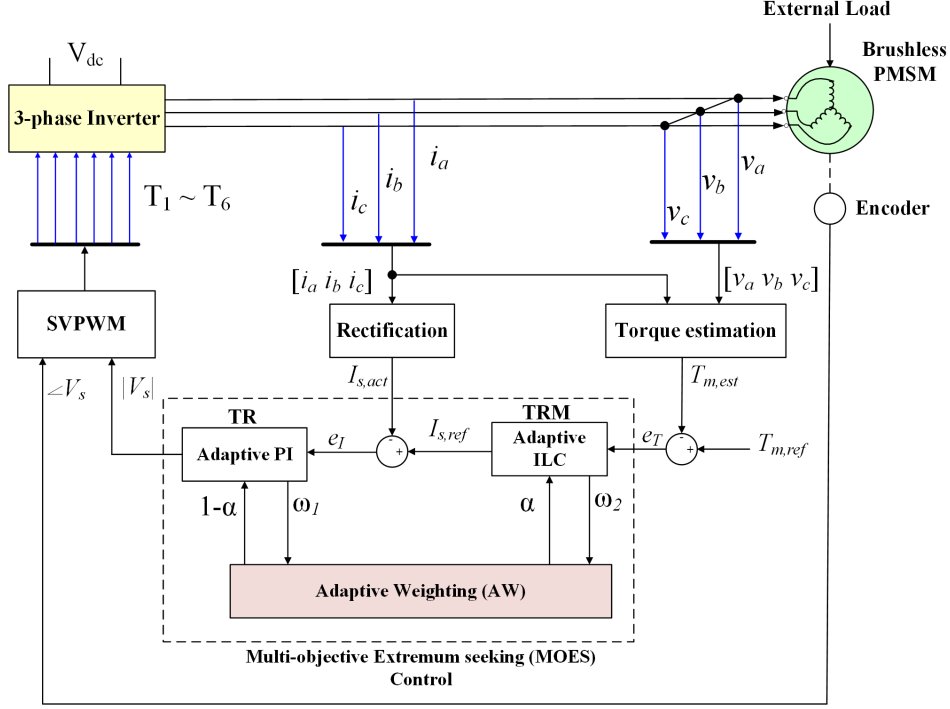 External Load
V_dc
Brushless
PMSM
3-phase Inverter
T_1 ~ T_6
i_a
i_b
i_c
v_a
v_b
v_c
Encoder
[i_a i_b i_c]
[v_a v_b v_c]
SVPWM
Rectification
Torque estimation
∠V_s
|V_s|
I_s,act
T_m,est
TR
TRM
Adaptive PI
e_I
I_s,ref
Adaptive
ILC
e_T
T_m,ref
-
+
-
+
1-α
ω_1
α
ω_2
Adaptive Weighting (AW)
Multi-objective Extremum seeking (MOES)
Control